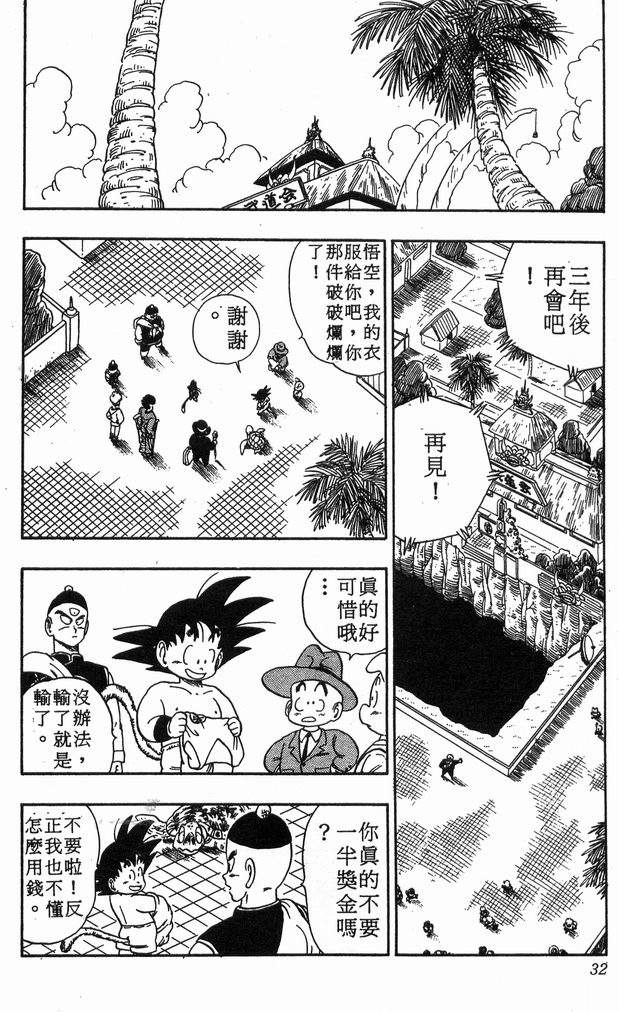 武道会
三年後
再會吧
！
再見！
悟空，我的衣
服給你吧，你
那件破破爛爛
了！
謝謝
。
真的好
可惜哦
…
沒辦法，
輸了就是
輸了。
你真的不要
一半獎金嗎
？
不要啦！反
正我也不懂
怎麼用錢。
32